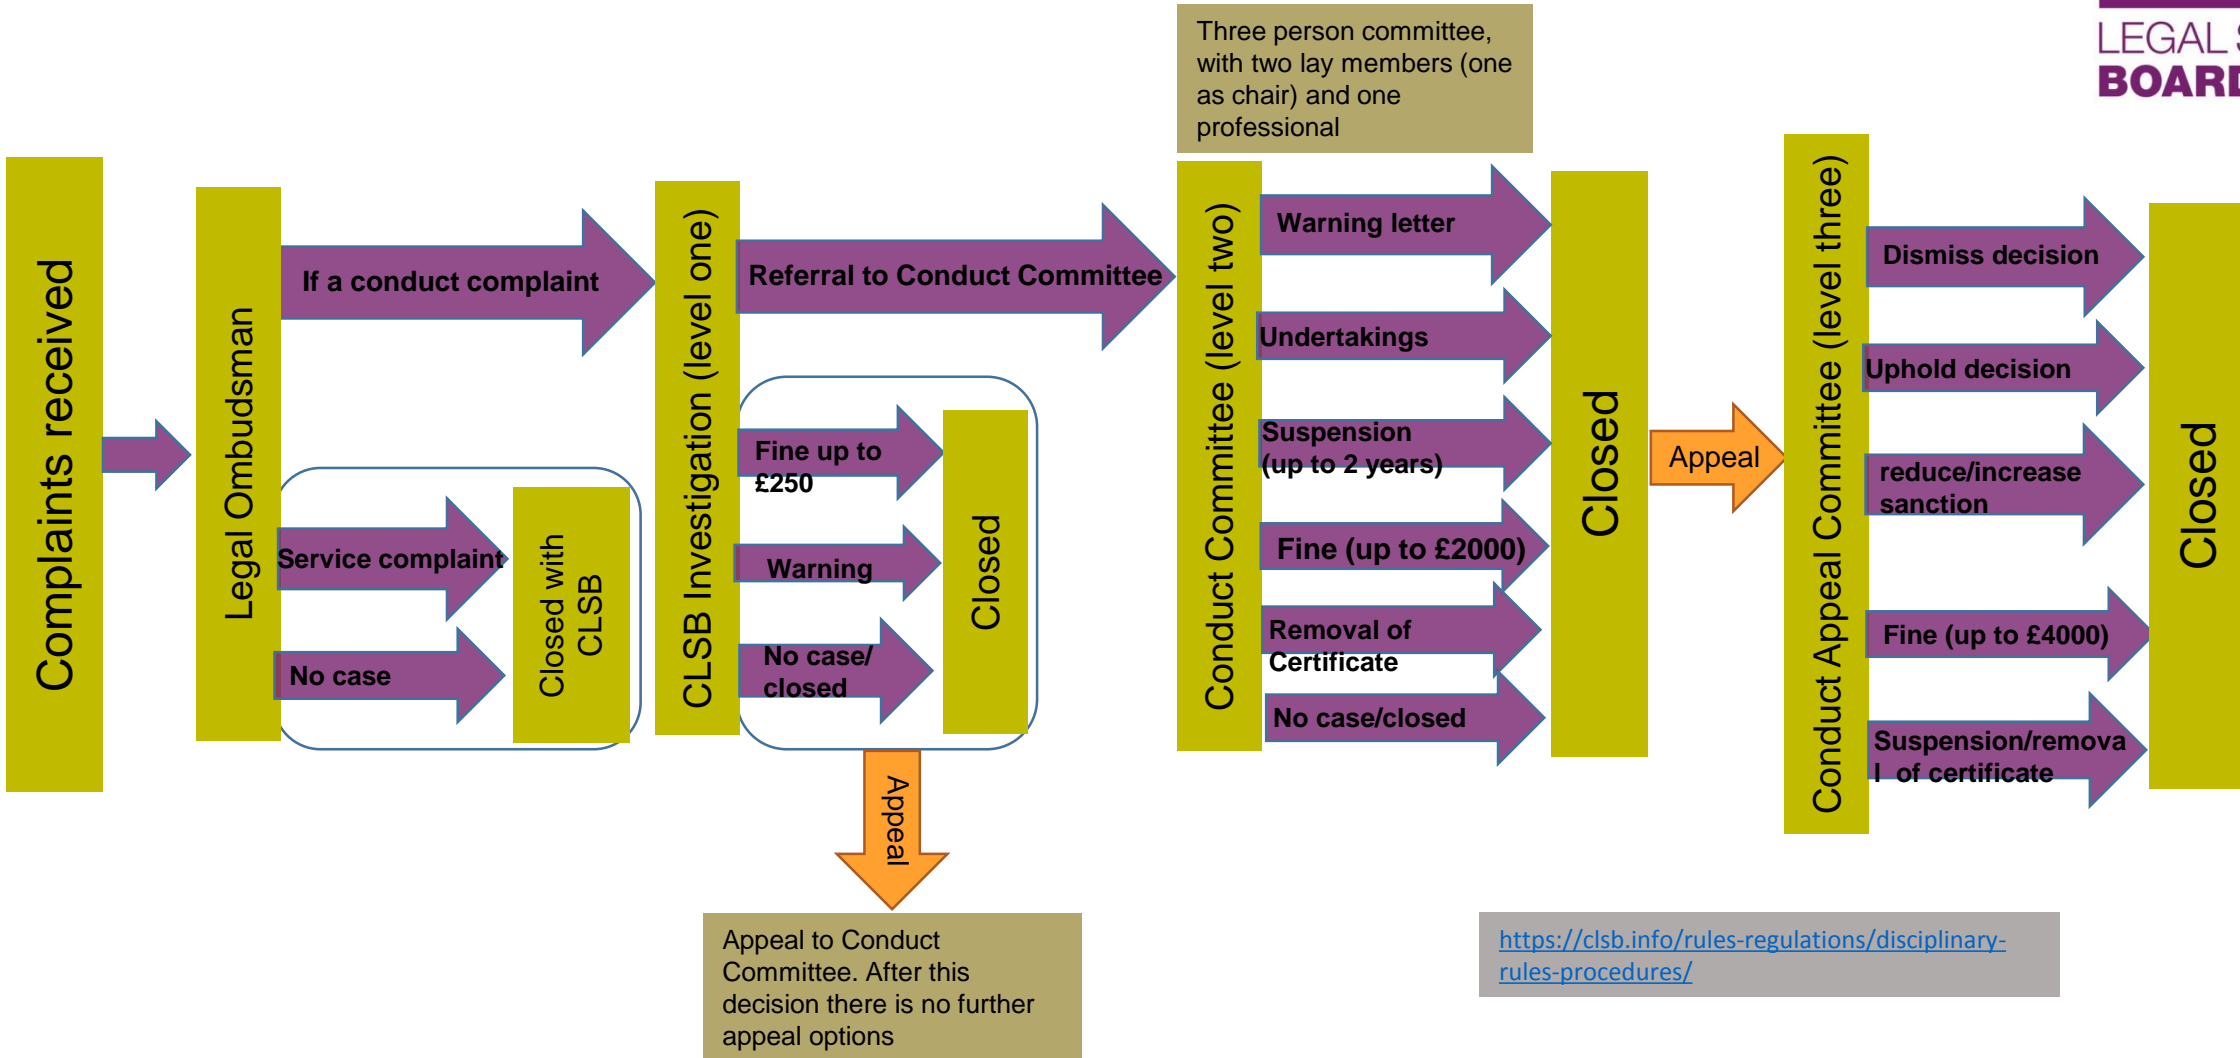 Three person committee,
with two lay members (one
as chair) and one
professional
LEGAL
BOARD
Complaints received
Legal Ombudsman
If a conduct complaint
Service complaint
No case
Closed with
CLSB
CLSB Investigation (level one)
Referral to Conduct Committee
Fine up to
£250
Warning
No case/
closed
Closed
Appeal
Appeal to Conduct
Committee. After this
decision there is no further
appeal options
Conduct Committee (level two)
Warning letter
Undertakings
Suspension
(up to 2 years)
Fine (up to £2000)
Removal of
Certificate
No case/closed
Closed
Appeal
Conduct Appeal Committee (level three)
Dismiss decision
Uphold decision
reduce/increase
sanction
Fine (up to £4000)
Suspension/remova
l of certificate
Closed
https://clsb.info/rules-regulations/disciplinary-
rules-procedures/